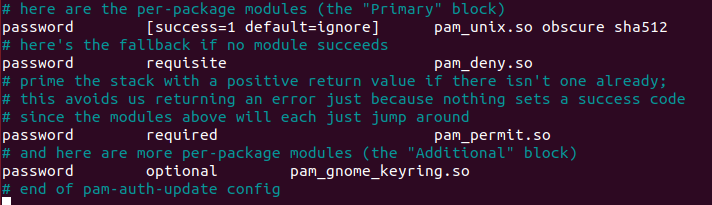 # here are the per-package modules (the "Primary" block)
password        [success=1 default=ignore]      pam_unix.so obscure sha512
# here's the fallback if no module succeeds
password        requisite                       pam_deny.so
# prime the stack with a positive return value if there isn't one already;
# this avoids us returning an error just because nothing sets a success code
# since the modules above will each just jump around
password        required                        pam_permit.so
# and here are more per-package modules (the "Additional" block)
password        optional        pam_gnome_keyring.so
# end of pam-auth-update config